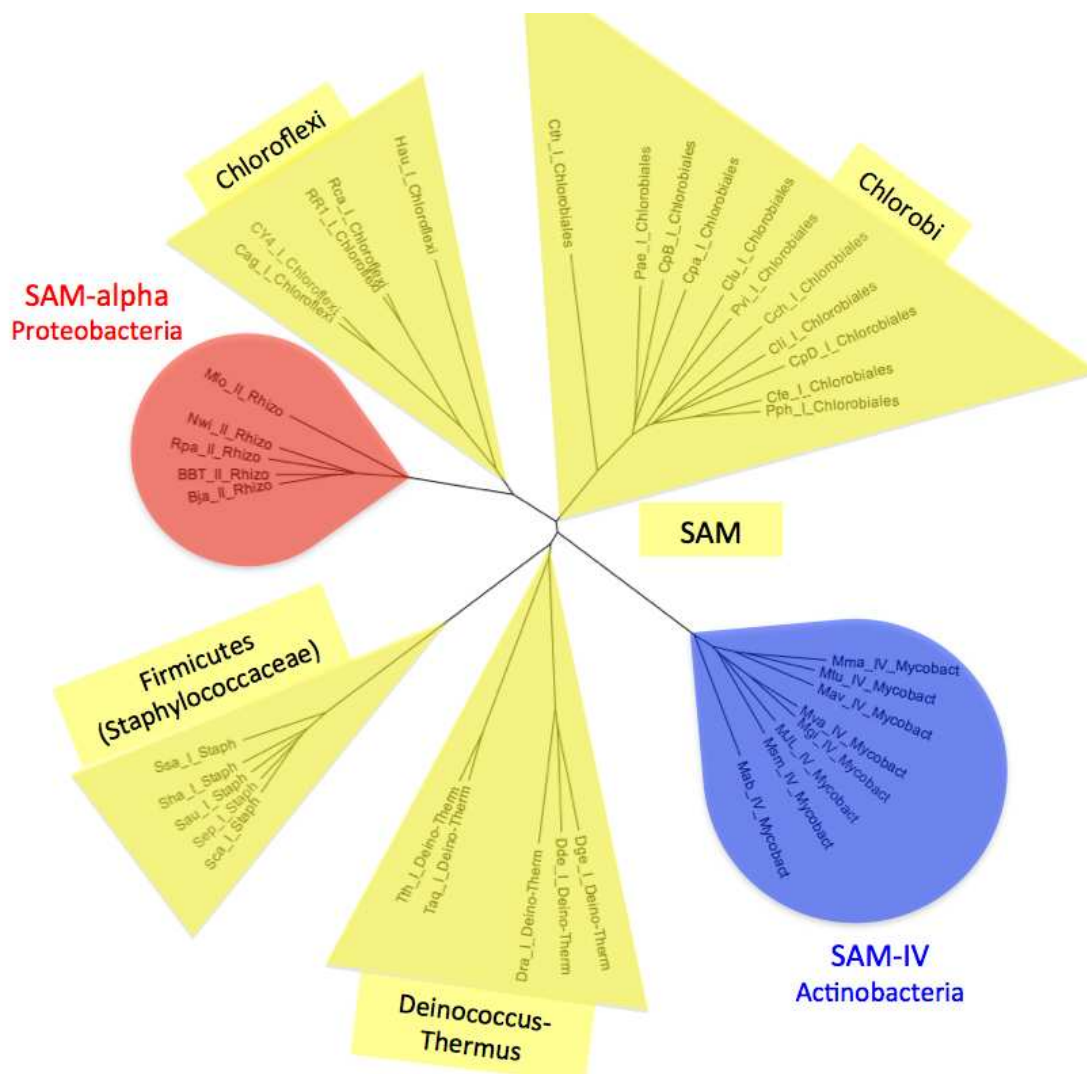 Chloroflexi
Hau_I_Chloroflexi
Rca_I_Chloroflexi
RR1_I_Chloroflexi
CY4_I_Chloroflexi
Cag_I_Chloroflexi
Chlorobi
Cth_I_Chlorobiales
Pae_I_Chlorobiales
CpB_I_Chlorobiales
Cpa_I_Chlorobiales
Clu_I_Chlorobiales
Pvi_I_Chlorobiales
Cch_I_Chlorobiales
Cli_I_Chlorobiales
CpD_I_Chlorobiales
Cfe_I_Chlorobiales
Pph_I_Chlorobiales
SAM-alpha
Proteobacteria
Mlo_II_Rhizo
Nwi_II_Rhizo
Rpa_II_Rhizo
BBT_II_Rhizo
Bja_II_Rhizo
SAM
Firmicutes
(Staphylococcaceae)
Ssa_I_Staph
Sha_I_Staph
Sau_I_Staph
Sep_I_Staph
Sca_I_Staph
Tth_I_Deino-Therm
Taq_I_Deino-Therm
Dra_I_Deino-Therm
Dde_I_Deino-Therm
Dge_I_Deino-Therm
Deinococcus-
Thermus
Mma_IV_Mycobact
Mtu_IV_Mycobact
Mav_IV_Mycobact
Mva_IV_Mycobact
Mgi_IV_Mycobact
MJL_IV_Mycobact
Msm_IV_Mycobact
Mab_IV_Mycobact
SAM-IV
Actinobacteria